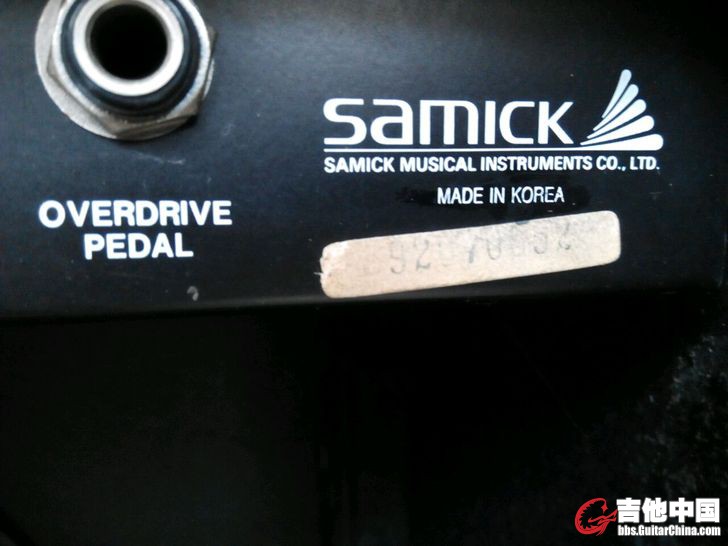 samick
SAMICK MUSICAL INSTRUMENTS CO., LTD.
MADE IN KOREA
OVERDRIVE
PEDAL
吉他中国
bbs.GuitarChina.com